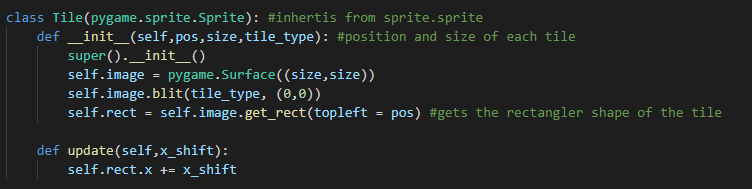 class Tile(pygame.sprite.Sprite): #inhertis from sprite.sprite
    def __init__(self,pos,size,tile_type): #position and size of each tile
        super().__init__()
        self.image = pygame.Surface((size,size))
        self.image.blit(tile_type, (0,0))
        self.rect = self.image.get_rect(topleft = pos) #gets the rectangler shape of the tile

    def update(self,x_shift):
        self.rect.x += x_shift